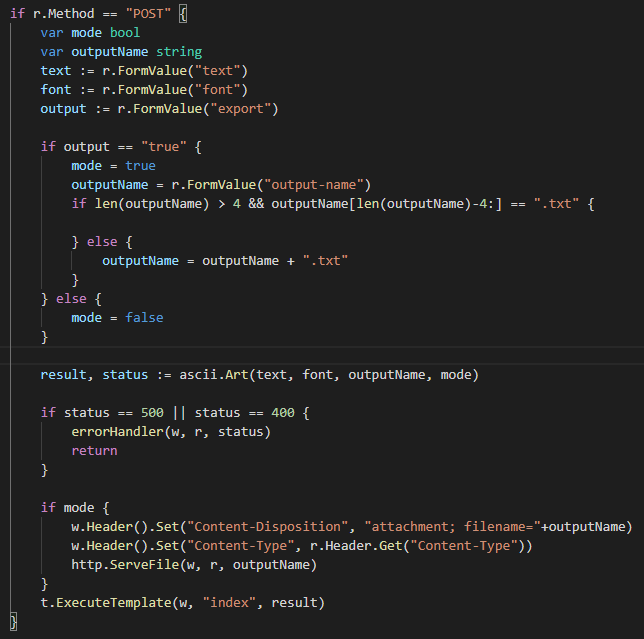 if r.Method == "POST" {
    var mode bool
    var outputName string
    text := r.FormValue("text")
    font := r.FormValue("font")
    output := r.FormValue("export")

    if output == "true" {
        mode = true
        outputName = r.FormValue("output-name")
        if len(outputName) > 4 && outputName[len(outputName)-4:] == ".txt" {

        } else {
            outputName = outputName + ".txt"
        }
    } else {
        mode = false
    }

    result, status := ascii.Art(text, font, outputName, mode)

    if status == 500 || status == 400 {
        errorHandler(w, r, status)
        return
    }

    if mode {
        w.Header().Set("Content-Disposition", "attachment; filename="+outputName)
        w.Header().Set("Content-Type", r.Header.Get("Content-Type"))
        http.ServeFile(w, r, outputName)
    }
    t.ExecuteTemplate(w, "index", result)
}